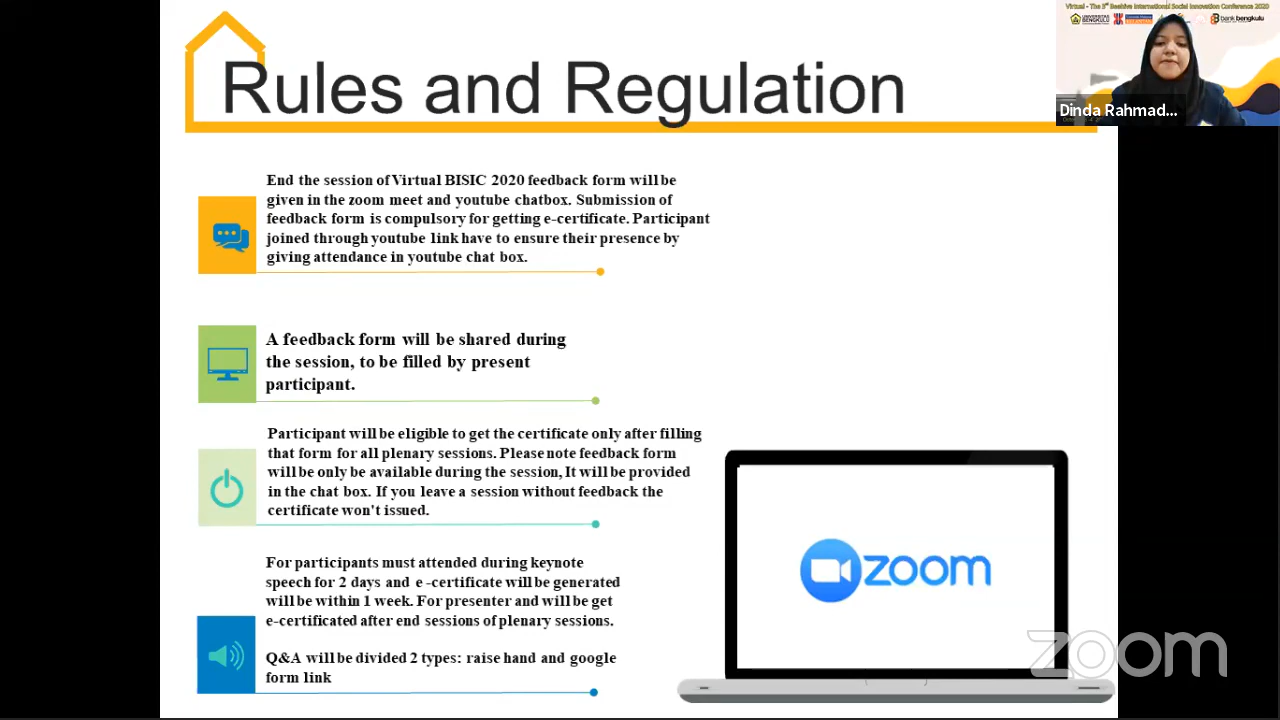 Rules and Regulation
Virtual - The 3rd Beehive International Social Innovation Conference 2020
UNIVERSITAS
BENGKULU
bank bengkulu
Dinda Rahmad...
End the session of Virtual BISIC 2020 feedback form will be
given in the zoom meet and youtube chatbox. Submission of
feedback form is compulsory for getting e-certificate. Participant
joined through youtube link have to ensure their presence by
giving attendance in youtube chat box.
A feedback form will be shared during
the session, to be filled by present
participant.
Participant will be eligible to get the certificate only after filling
that form for all plenary sessions. Please note feedback form
will be only be available during the session, It will be provided
in the chat box. If you leave a session without feedback the
certificate won't issued.
For participants must attended during keynote
speech for 2 days and e -certificate will be generated
will be within 1 week. For presenter and will be get
e-certificated after end sessions of plenary sessions.
Q&A will be divided 2 types: raise hand and google
form link
zoom
zoom